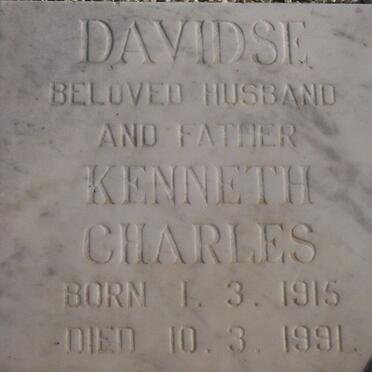 DAVIDSE
BELOVED HUSBAND
AND FATHER
KENNETH
CHARLES
BORN 1. 3. 1915
DIED 10. 3. 1991.